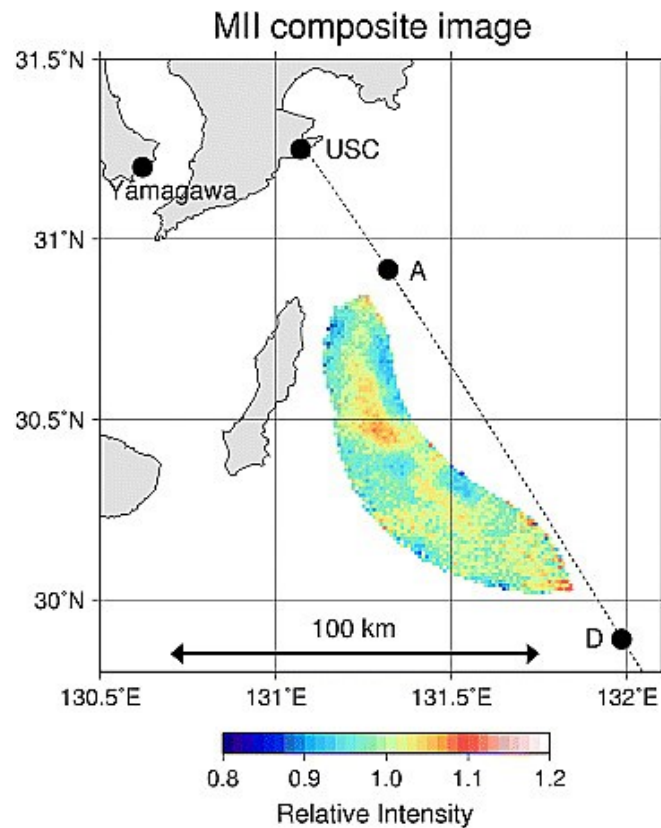 MII composite image
31.5°N
USC
Yamagawa
31°N
A
30.5°N
30°N
100 km
D
130.5°E 131°E 131.5°E 132°E
0.8 0.9 1.0 1.1 1.2
Relative Intensity